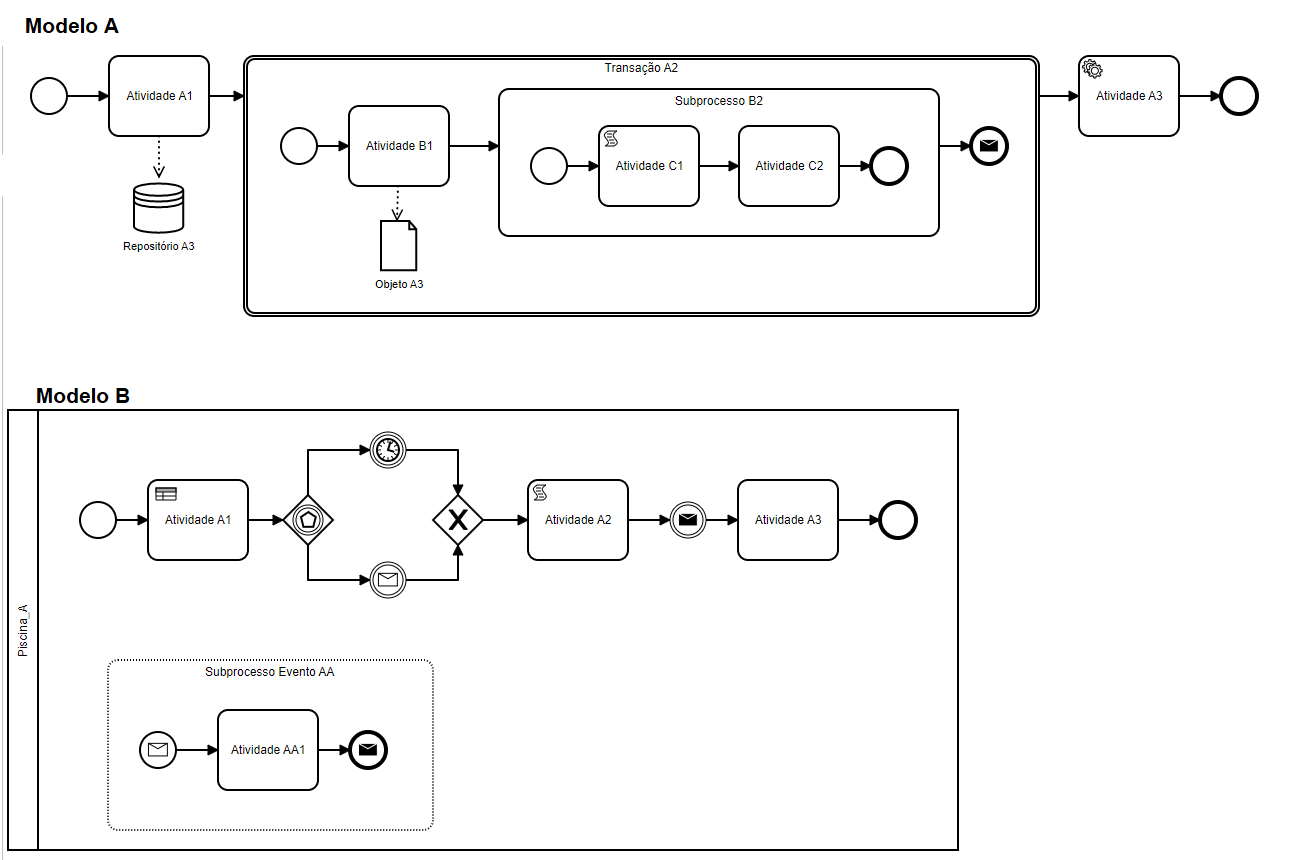 Modelo A
Transação A2
Atividade A1
Subprocesso B2
Atividade A3
Atividade B1
Atividade C1
Atividade C2
Repositório A3
Objeto A3
Modelo B
Piscina_A
Atividade A1
Atividade A2
Atividade A3
Subprocesso Evento AA
Atividade AA1